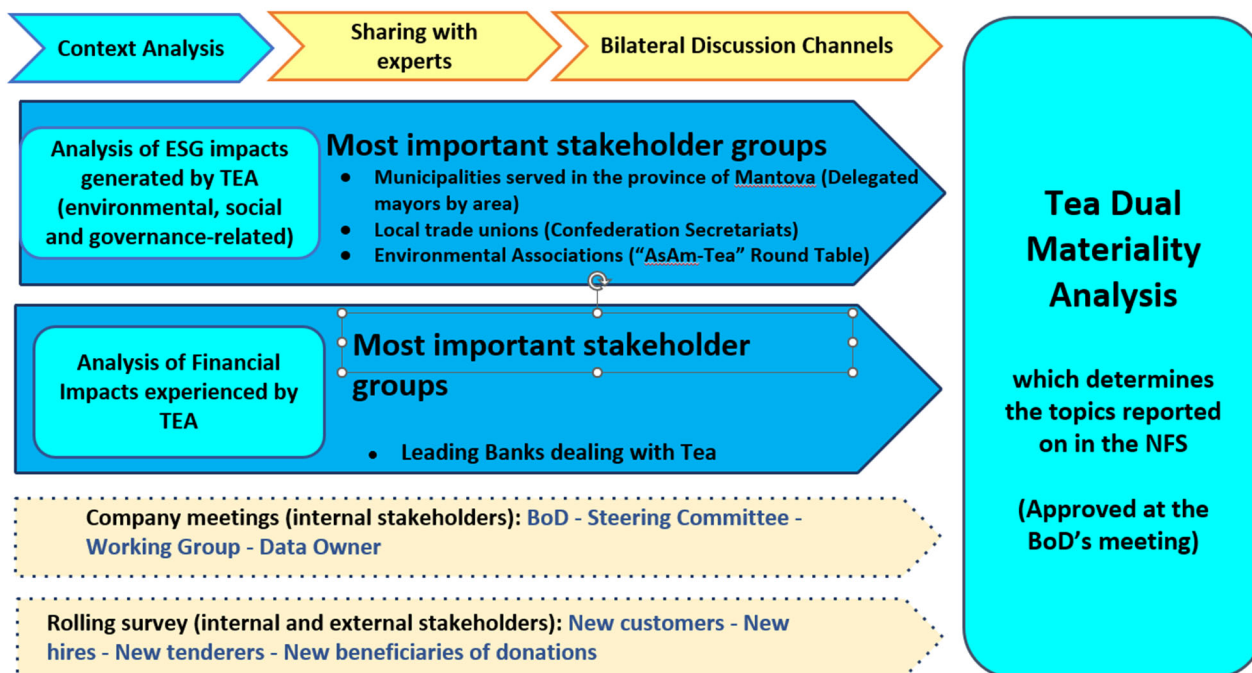 Context Analysis
Sharing with
experts
Bilateral Discussion Channels
Analysis of ESG impacts
generated by TEA
(environmental, social
and governance-related)
Most important stakeholder groups
● Municipalities served in the province of Mantova (Delegated
mayors by area)
● Local trade unions (Confederation Secretariats)
● Environmental Associations (“AsAm-Tea” Round Table)
Analysis of Financial
Impacts experienced by
TEA
Most important stakeholder
groups
● Leading Banks dealing with Tea
Company meetings (internal stakeholders): BoD - Steering Committee -
Working Group - Data Owner
Rolling survey (internal and external stakeholders): New customers - New
hires - New tenderers - New beneficiaries of donations
Tea Dual
Materiality
Analysis
which determines
the topics reported
on in the NFS
(Approved at the
BoD’s meeting)